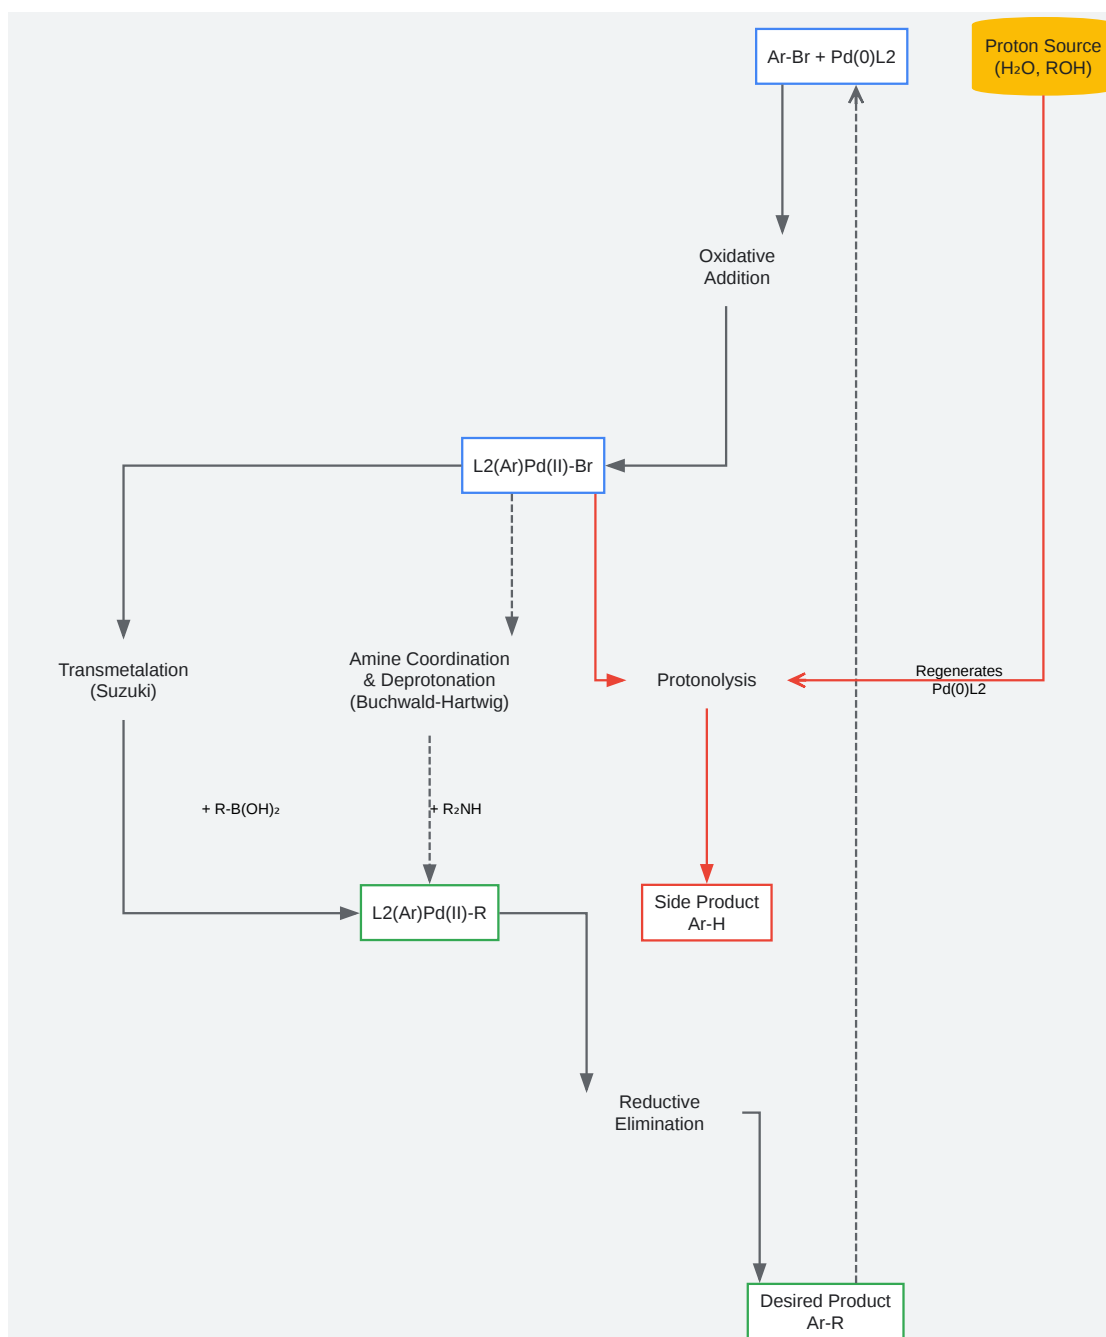 Ar-Br + Pd(0)L2
Proton Source
(H₂O, ROH)
Oxidative
Addition
L2(Ar)Pd(II)-Br
Transmetalation
(Suzuki)
Amine Coordination
& Deprotonation
(Buchwald-Hartwig)
Protonolysis
Regenerates
Pd(0)L2
+ R-B(OH)₂
+ R₂NH
L2(Ar)Pd(II)-R
Side Product
Ar-H
Reductive
Elimination
Desired Product
Ar-R